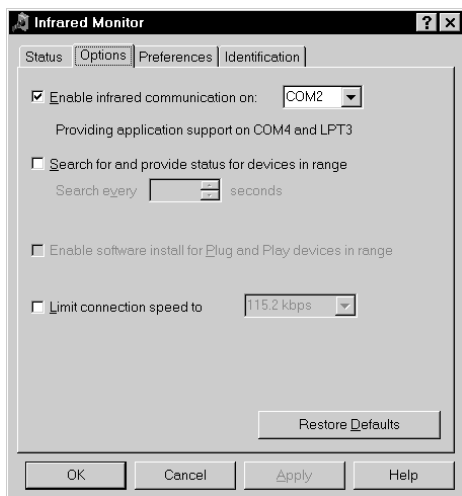 Infrared Monitor
Status Options Preferences Identification
Enable infrared communication on: COM2
Providing application support on COM4 and LPT3
Search for and provide status for devices in range
Search every seconds
Enable software install for Plug and Play devices in range
Limit connection speed to 115.2 kbps
Restore Defaults
OK Cancel Apply Help